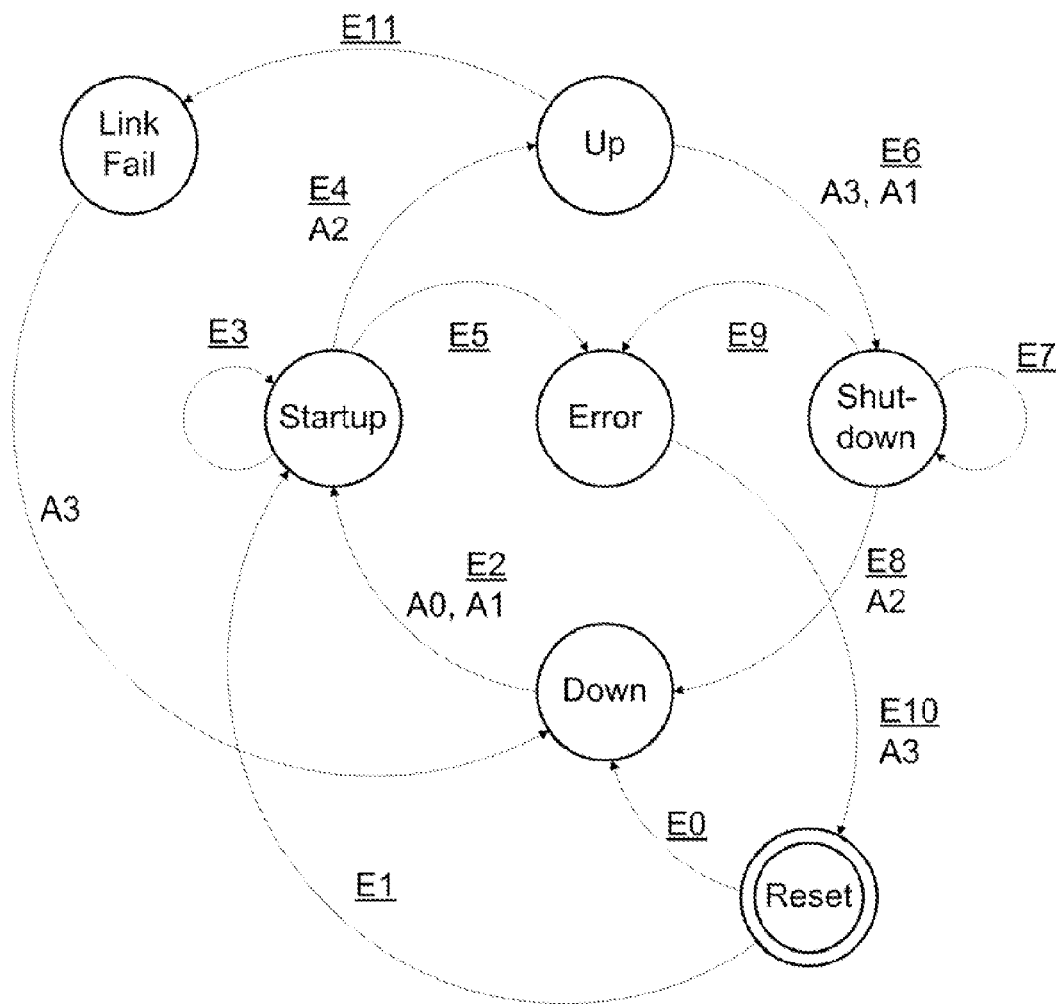 E11
Link
Fail
Up
E6
A3, A1
E4
A2
E3
E5
E9
E7
Startup
Error
Shut-
down
A3
E2
A0, A1
E8
A2
Down
E10
A3
E0
E1
Reset